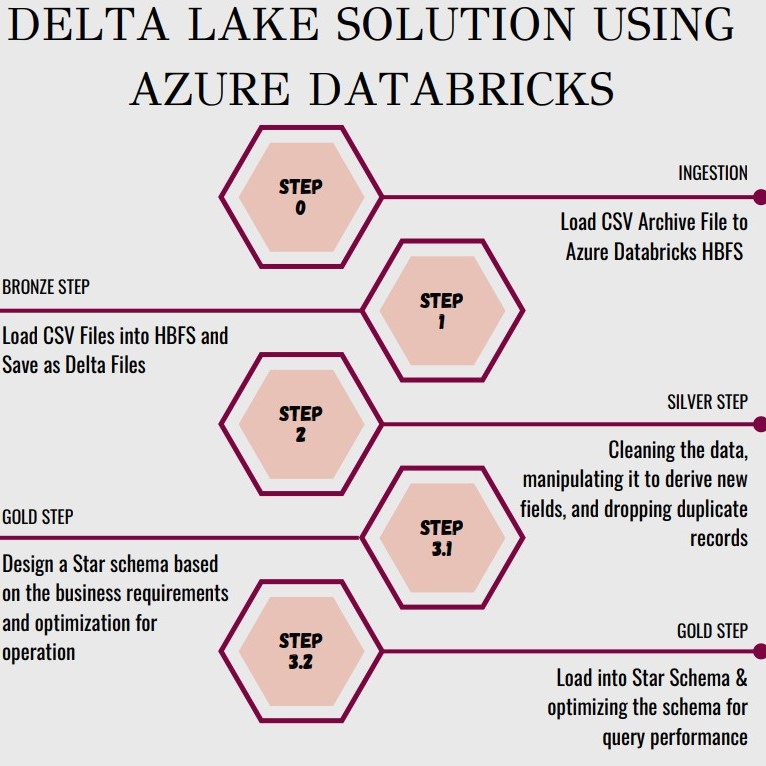 DELTA LAKE SOLUTION USING
AZURE DATABRICKS
STEP
0
INGESTION
Load CSV Archive File to
Azure Databricks HBFS
STEP
1
BRONZE STEP
Load CSV Files into HBFS and
Save as Delta Files
STEP
2
SILVER STEP
Cleaning the data,
manipulating it to derive new
fields, and dropping duplicate
records
STEP
3.1
GOLD STEP
Design a Star schema based
on the business requirements
and optimization for
operation
STEP
3.2
GOLD STEP
Load into Star Schema &
optimizing the schema for
query performance